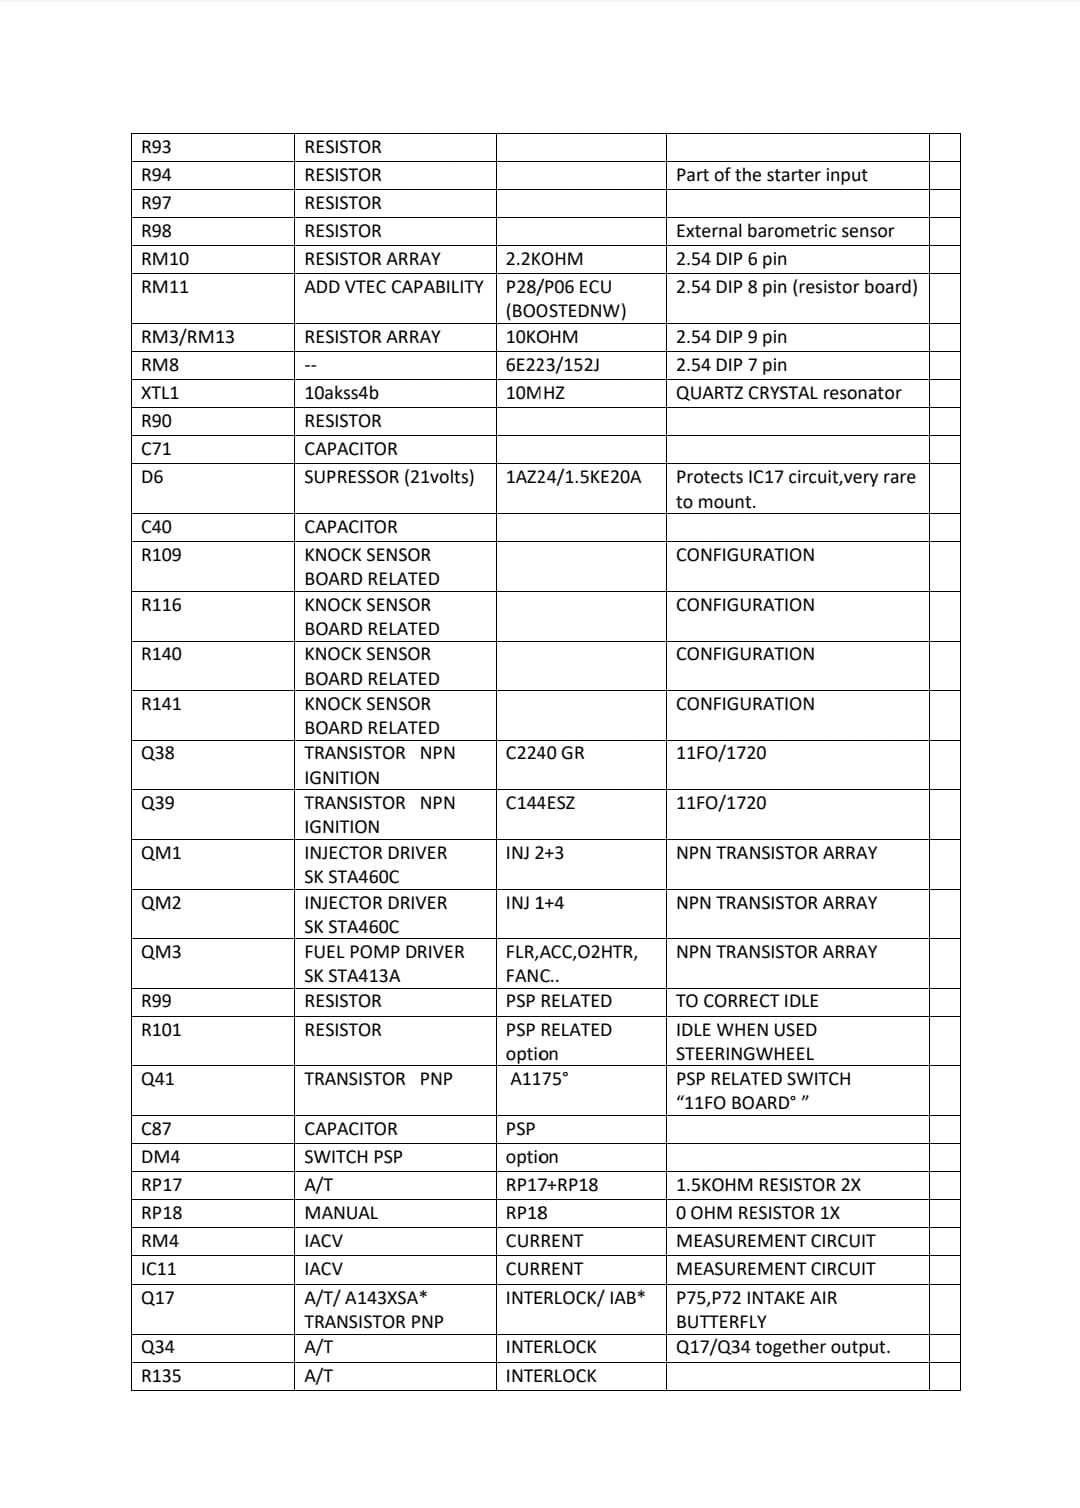 R93 RESISTOR
R94 RESISTOR Part of the starter input
R97 RESISTOR
R98 RESISTOR External barometric sensor
RM10 RESISTOR ARRAY 2.2KOHM 2.54 DIP 6 pin
RM11 ADD VTEC CAPABILITY P28/P06 ECU 2.54 DIP 8 pin (resistor board)
(BOOSTEDNW)
RM3/RM13 RESISTOR ARRAY 10KOHM 2.54 DIP 9 pin
RM8 -- 6E223/152J 2.54 DIP 7 pin
XTL1 10akss4b 10MHZ QUARTZ CRYSTAL resonator
R90 RESISTOR
C71 CAPACITOR
D6 SUPRESSOR (21volts) 1AZ24/1.5KE20A Protects IC17 circuit,very rare
to mount.
C40 CAPACITOR
R109 KNOCK SENSOR CONFIGURATION
BOARD RELATED
R116 KNOCK SENSOR CONFIGURATION
BOARD RELATED
R140 KNOCK SENSOR CONFIGURATION
BOARD RELATED
R141 KNOCK SENSOR CONFIGURATION
BOARD RELATED
Q38 TRANSISTOR NPN C2240 GR 11FO/1720
IGNITION
Q39 TRANSISTOR NPN C144ESZ 11FO/1720
IGNITION
QM1 INJECTOR DRIVER INJ 2+3 NPN TRANSISTOR ARRAY
SK STA460C
QM2 INJECTOR DRIVER INJ 1+4 NPN TRANSISTOR ARRAY
SK STA460C
QM3 FUEL POMP DRIVER FLR,ACC,O2HTR, NPN TRANSISTOR ARRAY
SK STA413A FANC..
R99 RESISTOR PSP RELATED TO CORRECT IDLE
R101 RESISTOR PSP RELATED IDLE WHEN USED
option STEERINGWHEEL
Q41 TRANSISTOR PNP A1175° PSP RELATED SWITCH
“11FO BOARD° ”
C87 CAPACITOR PSP
DM4 SWITCH PSP option
RP17 A/T RP17+RP18 1.5KOHM RESISTOR 2X
RP18 MANUAL RP18 0 OHM RESISTOR 1X
RM4 IACV CURRENT MEASUREMENT CIRCUIT
IC11 IACV CURRENT MEASUREMENT CIRCUIT
Q17 A/T/ A143XSA* INTERLOCK/ IAB* P75,P72 INTAKE AIR
TRANSISTOR PNP BUTTERFLY
Q34 A/T INTERLOCK Q17/Q34 together output.
R135 A/T INTERLOCK